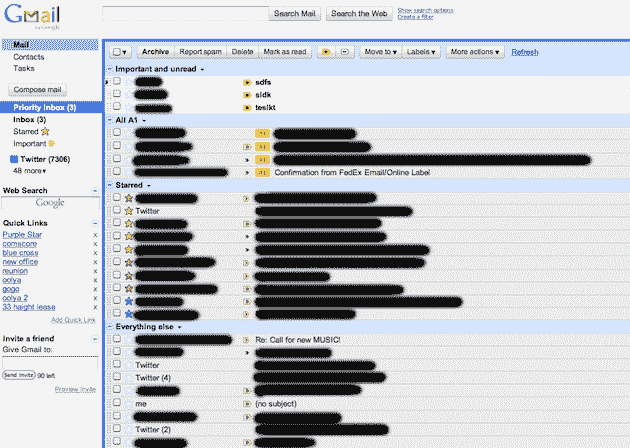 Gmail
by Google
Search Mail
Search the Web
Show search options
Create a filter
Mail
Contacts
Tasks
Compose mail
Priority Inbox (3)
Inbox (3)
Starred
Important
Twitter (7306)
48 more▾
Web Search
Google
Quick Links
Purple Star x
comscore x
blue cross x
new office x
reunion x
oolya x
gogo x
oolya 2 x
33 haight lease x
Add Quick Link
Invite a friend
Give Gmail to:
Send Invite 90 left
Preview Invite
Archive Report spam Delete Mark as read Move to▾ Labels▾ More actions▾ Refresh
Important and unread
sdfs
sldk
teslkt
All A1
A1
A1
A1
A1 Confirmation from FedEx Email/Online Label
Starred
Twitter
Everything else
Re: Call for new MUSIC!
Twitter
Twitter (4)
me (no subject)
Twitter (2)